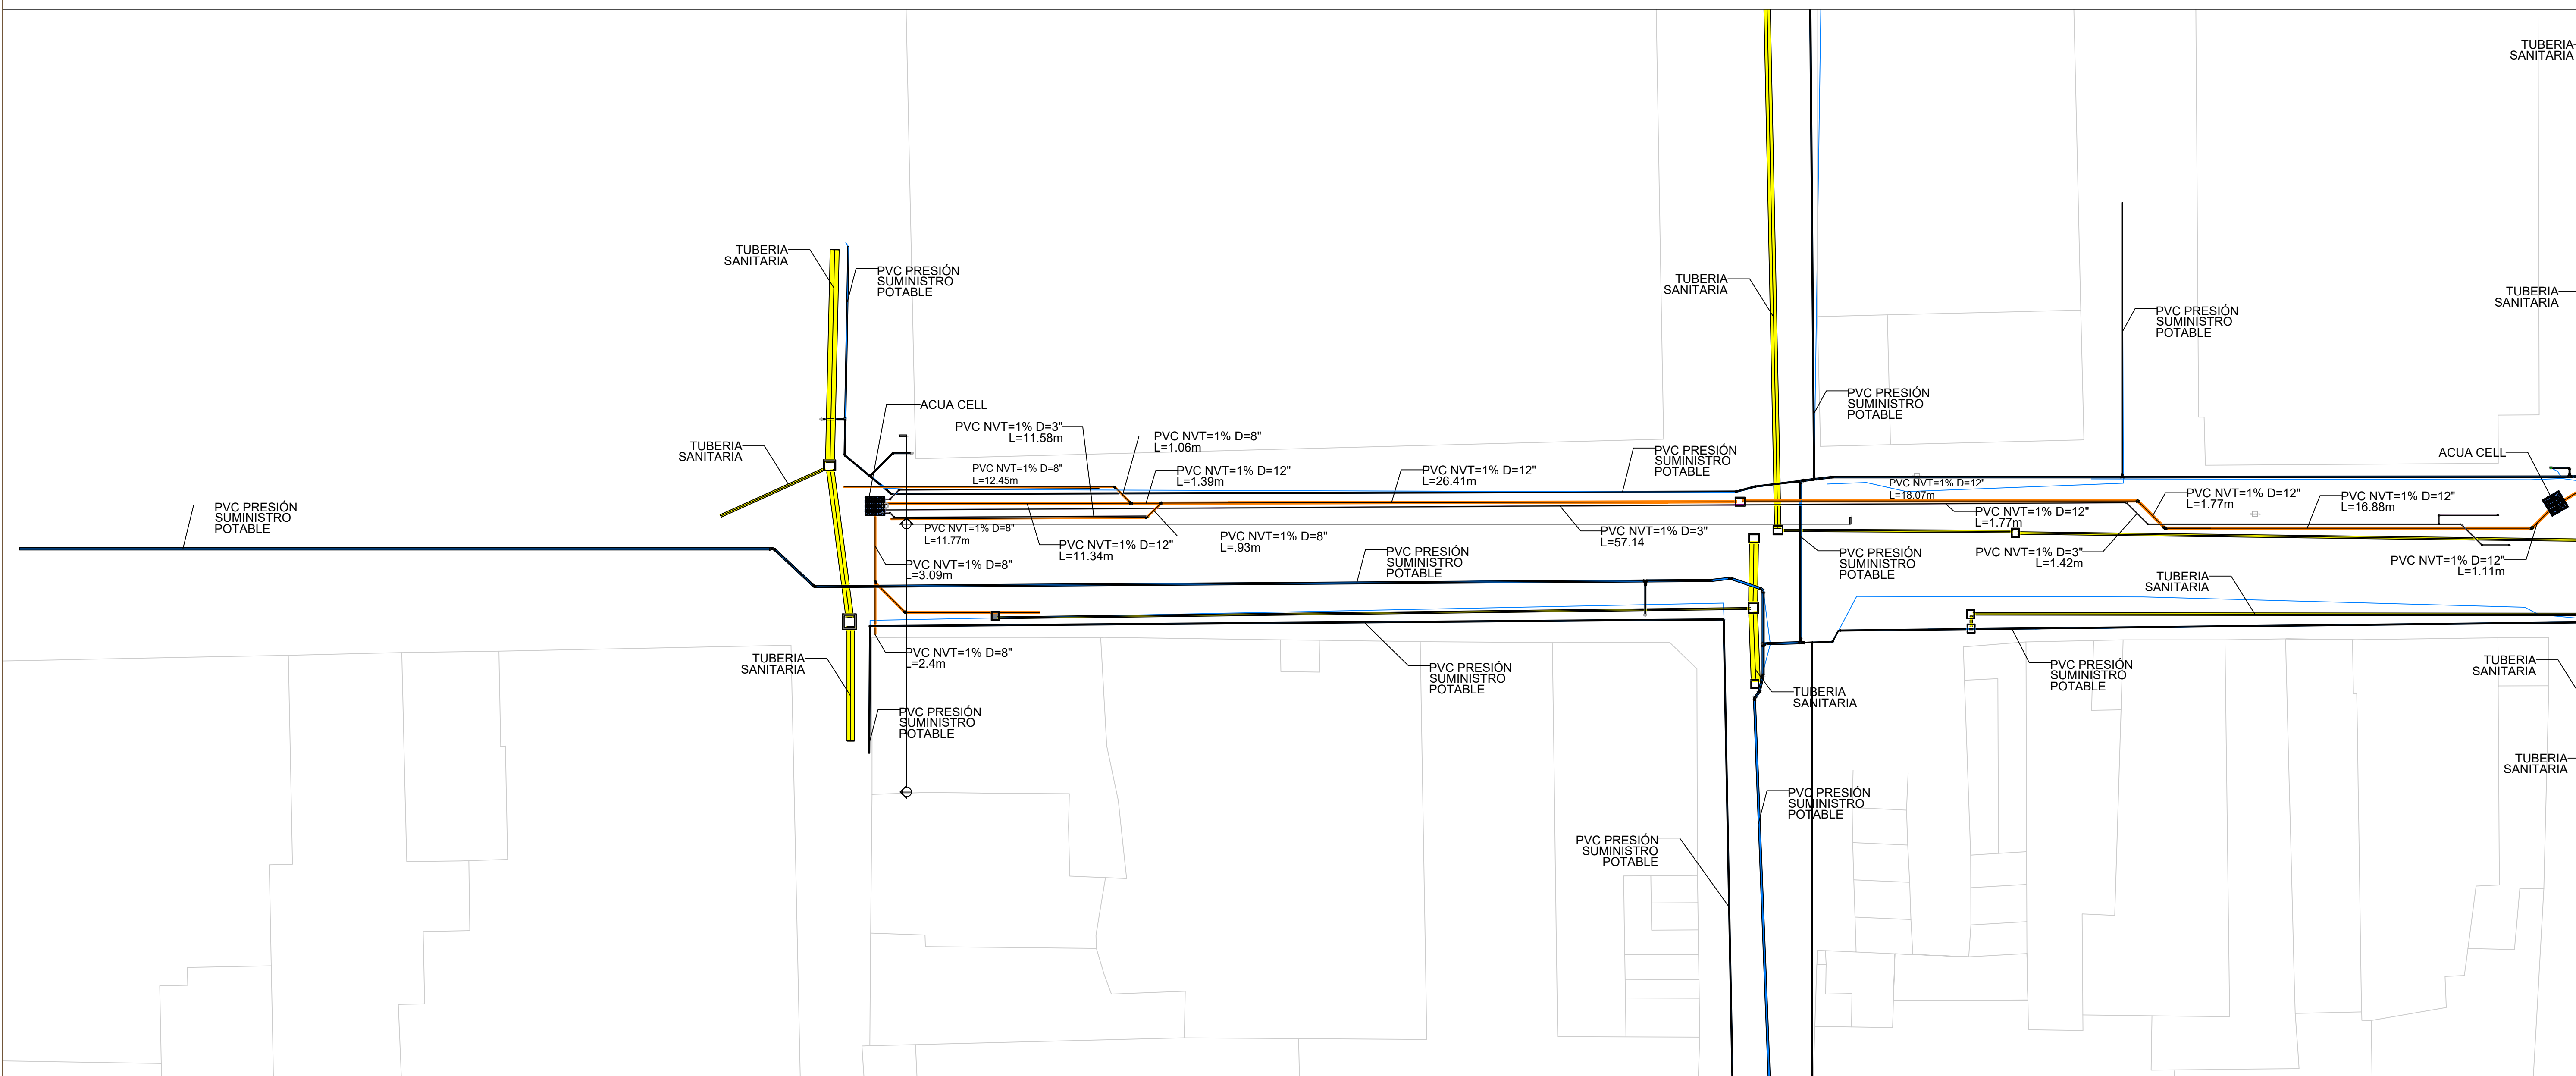 TUBERIA
SANITARIA
TUBERIA
SANITARIA
PVC PRESIÓN
SUMINISTRO
POTABLE
TUBERIA
SANITARIA
TUBERIA
SANITARIA
PVC PRESIÓN
SUMINISTRO
POTABLE
PVC PRESIÓN
SUMINISTRO
POTABLE
ACUA CELL
PVC NVT=1% D=3"
L=11.58m
PVC NVT=1% D=8"
L=1.06m
TUBERIA
SANITARIA
PVC NVT=1% D=8"
L=12.45m
PVC NVT=1% D=12"
L=1.39m
PVC NVT=1% D=12"
L=26.41m
PVC PRESIÓN
SUMINISTRO
POTABLE
ACUA CELL
PVC NVT=1% D=12"
L=18.07m
PVC NVT=1% D=12"
L=1.77m
PVC NVT=1% D=12"
L=16.88m
PVC PRESIÓN
SUMINISTRO
POTABLE
PVC NVT=1% D=8"
L=11.77m
PVC NVT=1% D=12"
L=11.34m
PVC NVT=1% D=8"
L=.93m
PVC NVT=1% D=3"
L=57.14
PVC NVT=1% D=12"
L=1.77m
PVC NVT=1% D=8"
L=3.09m
PVC PRESIÓN
SUMINISTRO
POTABLE
PVC PRESIÓN
SUMINISTRO
POTABLE
PVC NVT=1% D=3"
L=1.42m
PVC NVT=1% D=12"
L=1.11m
TUBERIA
SANITARIA
TUBERIA
SANITARIA
PVC NVT=1% D=8"
L=2.4m
PVC PRESIÓN
SUMINISTRO
POTABLE
PVC PRESIÓN
SUMINISTRO
POTABLE
TUBERIA
SANITARIA
TUBERIA
SANITARIA
PVC PRESIÓN
SUMINISTRO
POTABLE
TUBERIA
SANITARIA
PVC PRESIÓN
SUMINISTRO
POTABLE
PVC PRESIÓN
SUMINISTRO
POTABLE